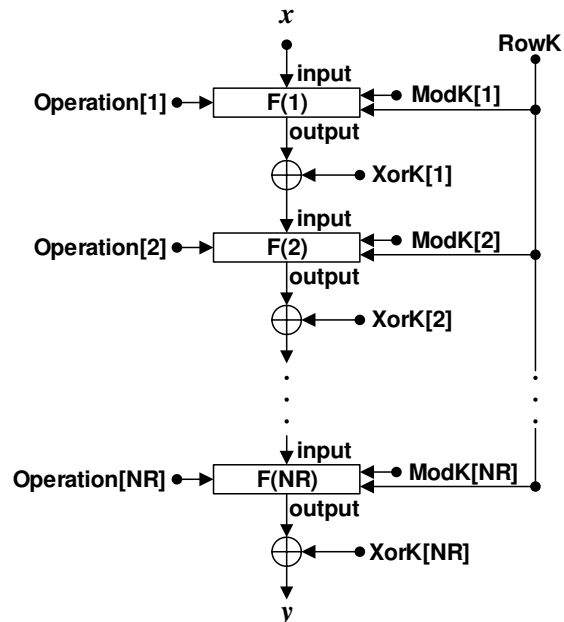 x
RowK
input
Operation[1]
F(1)
ModK[1]
output
XorK[1]
input
Operation[2]
F(2)
ModK[2]
output
XorK[2]
input
Operation[NR]
F(NR)
ModK[NR]
output
XorK[NR]
y